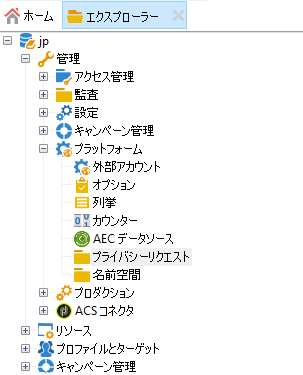 ホーム エクスプローラー
jp
管理
アクセス管理
監査
設定
キャンペーン管理
プラットフォーム
外部アカウント
オプション
列挙
カウンター
AEC データソース
プライバシーリクエスト
名前空間
プロダクション
ACS コネクタ
リソース
プロファイルとターゲット
キャンペーン管理